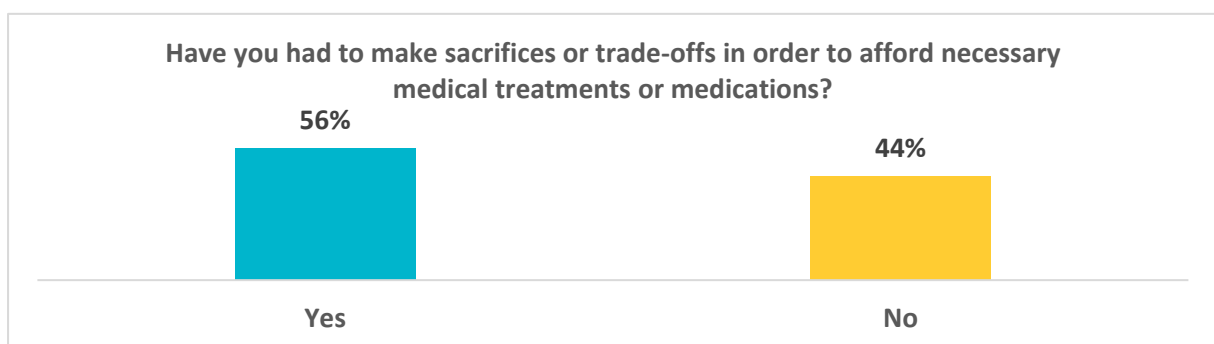 Have you had to make sacrifices or trade-offs in order to afford necessary
medical treatments or medications?
56%
44%
Yes
No